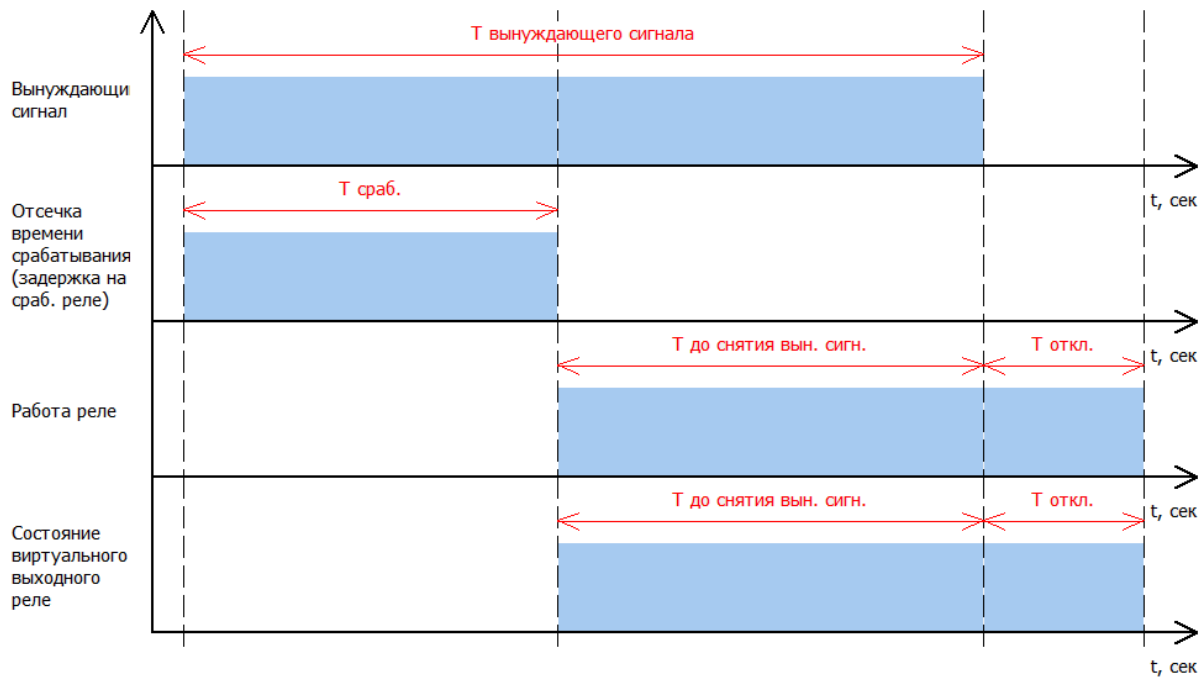 Т вынуждающего сигнала
Вынуждающи
сигнал
t, сек
Т сраб.
Отсечка
времени
срабатывания
(задержка на
сраб. реле)
t, сек
Т до снятия вын. сигн.
Т откл.
Работа реле
t, сек
Т до снятия вын. сигн.
Т откл.
Состояние
виртуального
выходного
реле
t, сек